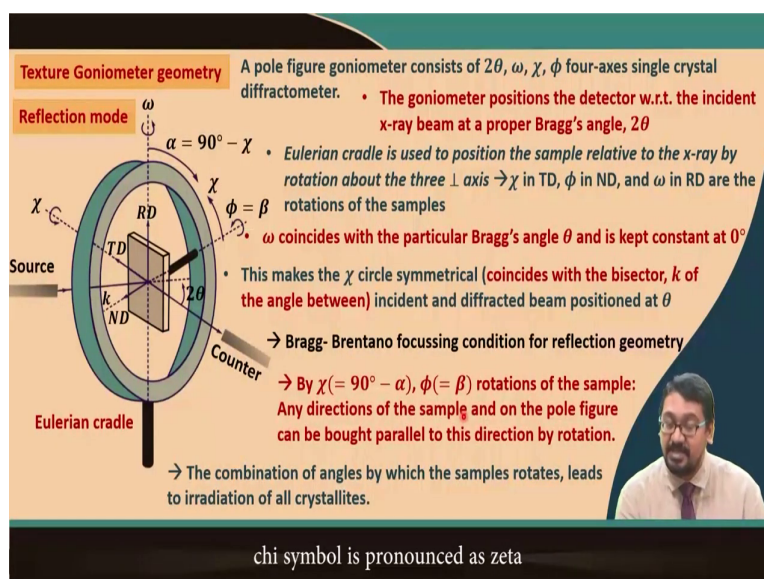 Texture Goniometer geometry
Reflection mode
A pole figure goniometer consists of 2θ, ω, χ, ϕ four-axes single crystal
diffractometer.
• The goniometer positions the detector w.r.t. the incident
x-ray beam at a proper Bragg's angle, 2θ
• Eulerian cradle is used to position the sample relative to the x-ray by
rotation about the three ⊥ axis →χ in TD, ϕ in ND, and ω in RD are the
rotations of the samples
• ω coincides with the particular Bragg's angle θ and is kept constant at 0°
• This makes the χ circle symmetrical (coincides with the bisector, k of
the angle between) incident and diffracted beam positioned at θ
→ Bragg- Brentano focussing condition for reflection geometry
→ By χ(= 90° − α), ϕ(= β) rotations of the sample:
Any directions of the sample and on the pole figure
can be bought parallel to this direction by rotation.
→ The combination of angles by which the samples rotates, leads
to irradiation of all crystallites.
ω
α = 90° − χ
χ
χ
ϕ = β
RD
TD
Source
k
2θ
ND
Counter
Eulerian cradle
chi symbol is pronounced as zeta